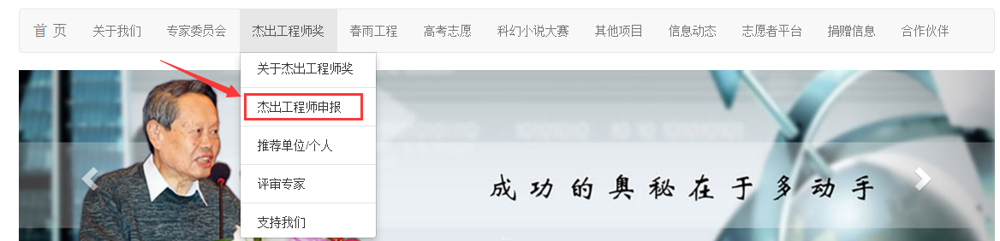 首 页 关于我们 专家委员会 杰出工程师奖 春雨工程 高考志愿 科幻小说大赛 其他项目 信息动态 志愿者平台 捐赠信息 合作伙伴
关于杰出工程师奖
杰出工程师申报
推荐单位/个人
评审专家
支持我们
成功的奥秘在于多动手